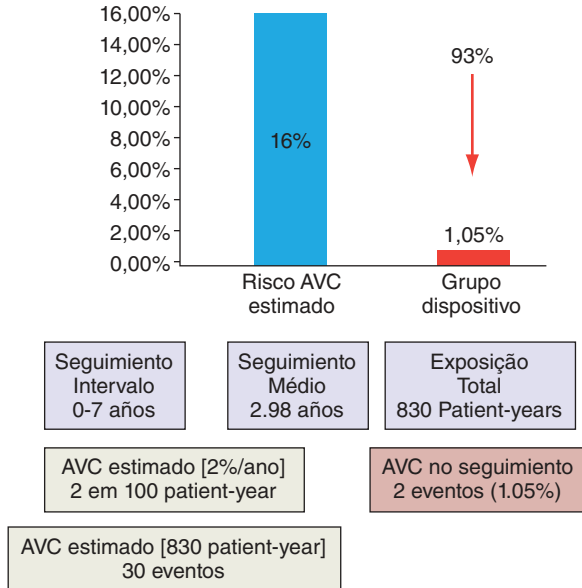 16,00%
14,00%
12,00%
10,00%
8,00%
6,00%
4,00%
2,00%
0,00%
16%
93%
1,05%
Risco AVC
estimado
Grupo
dispositivo
Seguimiento
Intervalo
0-7 años
Seguimiento
Médio
2.98 años
Exposição
Total
830 Patient-years
AVC estimado [2%/ano]
2 em 100 patient-year
AVC no seguimiento
2 eventos (1.05%)
AVC estimado [830 patient-year]
30 eventos